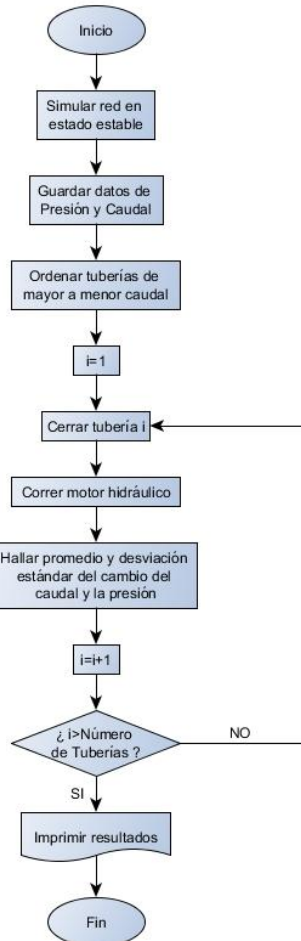 Inicio
Simular red en
estado estable
Guardar datos de
Presión y Caudal
Ordenar tuberías de
mayor a menor caudal
i=1
Cerrar tubería i
Correr motor hidráulico
Hallar promedio y desviación
estándar del cambio del
caudal y la presión
i=i+1
¿ i>Número
de Tuberías ?
NO
SI
Imprimir resultados
Fin